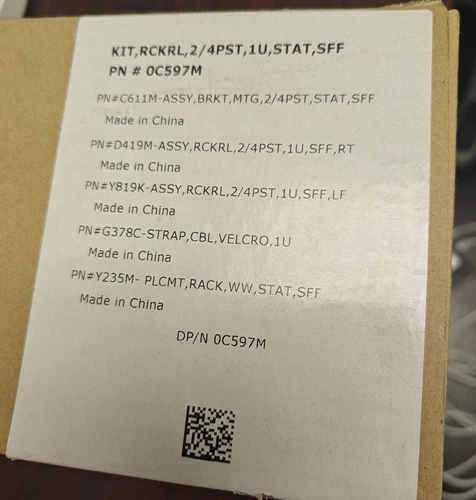 KIT,RCKRL,2/4PST,1U,STAT,SFF
PN # 0C597M
PN#C611M-ASSY,BRKT,MTG,2/4PST,STAT,SFF
Made in China
PN#D419M-ASSY,RCKRL,2/4PST,1U,SFF,RT
Made in China
PN#Y819K-ASSY,RCKRL,2/4PST,1U,SFF,LF
Made in China
PN#G378C-STRAP,CBL,VELCRO,1U
Made in China
PN#Y235M- PLCMT,RACK,WW,STAT,SFF
Made in China
DP/N 0C597M